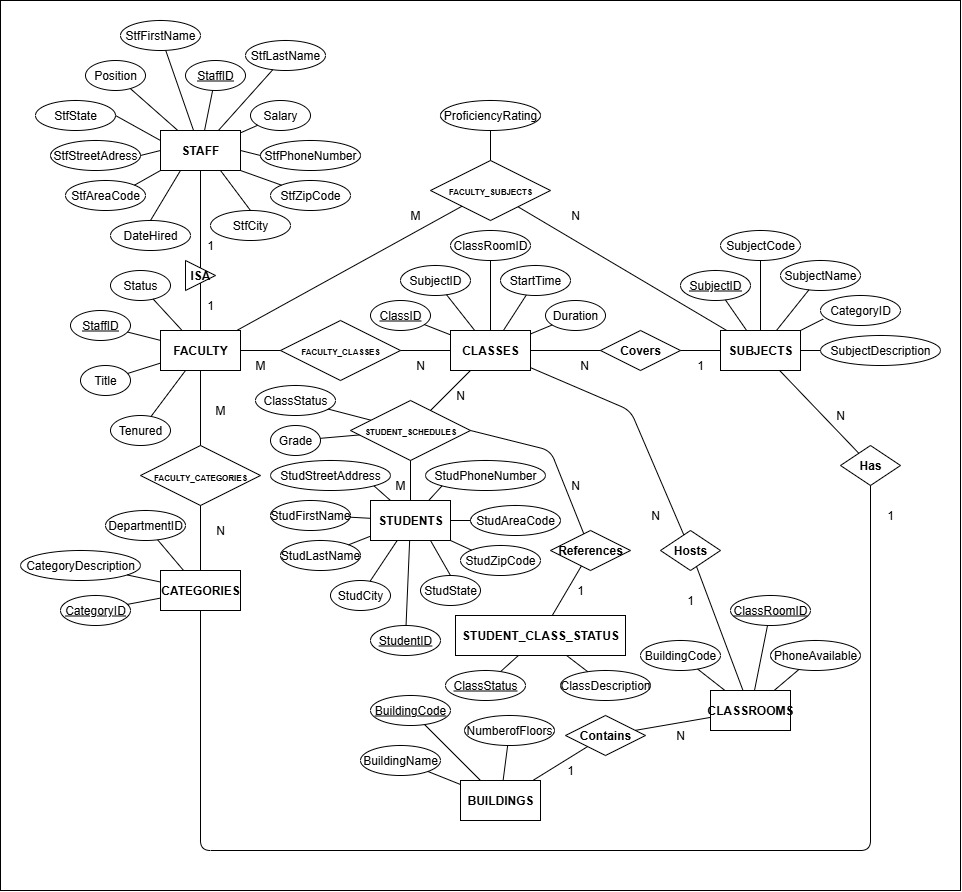 StfFirstName
StfLastName
Position
StaffID
StfState
Salary
ProficiencyRating
STAFF
StfStreetAdress
StfPhoneNumber
StfAreaCode
StfZipCode
FACULTY_SUBJECTS
StfCity
DateHired
M
N
1
ClassRoomID
SubjectCode
ISA
Status
SubjectID
StartTime
SubjectID
SubjectName
1
StaffID
ClassID
Duration
CategoryID
FACULTY
FACULTY_CLASSES
CLASSES
Covers
SUBJECTS
SubjectDescription
M
N
N
1
Title
ClassStatus
N
M
N
Tenured
Grade
STUDENT_SCHEDULES
Has
FACULTY_CATEGORIES
StudStreetAddress
StudPhoneNumber
M
N
1
StudFirstName
STUDENTS
StudAreaCode
N
DepartmentID
N
StudLastName
StudZipCode
References
Hosts
CategoryDescription
CATEGORIES
StudCity
StudState
1
1
CategoryID
ClassRoomID
StudentID
STUDENT_CLASS_STATUS
BuildingCode
PhoneAvailable
ClassStatus
ClassDescription
BuildingCode
CLASSROOMS
NumberofFloors
Contains
N
BuildingName
1
BUILDINGS